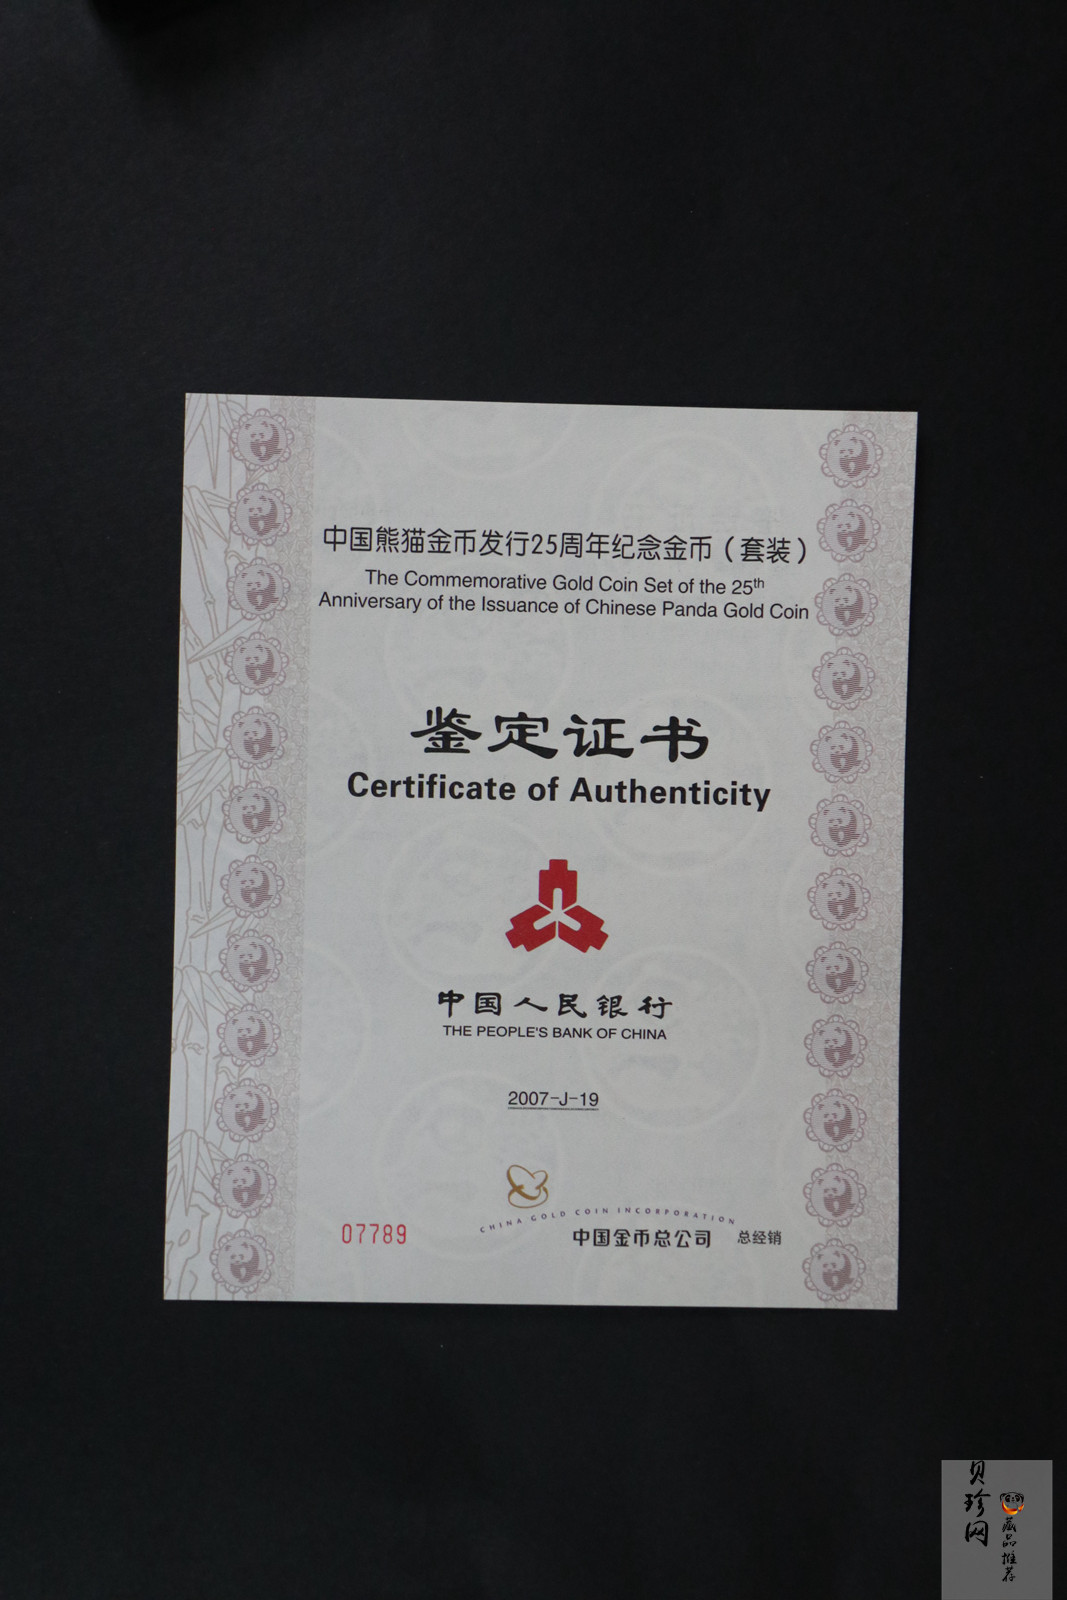 中国熊猫金币发行25周年纪念金币（套装）
The Commemorative Gold Coin Set of the 25th
Anniversary of the Issuance of Chinese Panda Gold Coin
鉴定证书
Certificate of Authenticity
中国人民银行
THE PEOPLE'S BANK OF CHINA
2007-J-19
CHINA GOLD COIN INCORPORATION
07789
中国金币总公司 总经销
贝珍网
藏品推荐